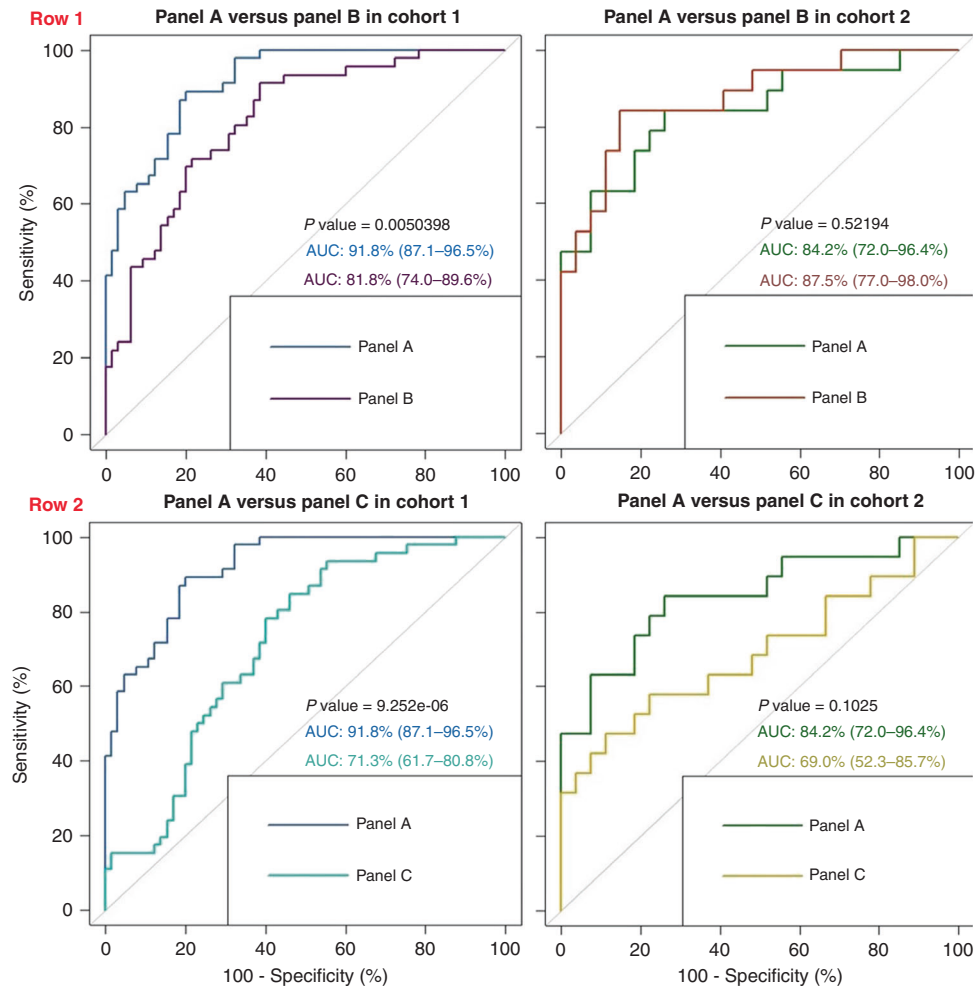 Row 1
Panel A versus panel B in cohort 1
Panel A versus panel B in cohort 2
Sensitivity (%)
100
80
60
40
20
0
P value = 0.0050398
AUC: 91.8% (87.1–96.5%)
AUC: 81.8% (74.0–89.6%)
Panel A
Panel B
0 20 40 60 80 100
P value = 0.52194
AUC: 84.2% (72.0–96.4%)
AUC: 87.5% (77.0–98.0%)
Panel A
Panel B
0 20 40 60 80 100
Row 2
Panel A versus panel C in cohort 1
Panel A versus panel C in cohort 2
Sensitivity (%)
100
80
60
40
20
0
P value = 9.252e-06
AUC: 91.8% (87.1–96.5%)
AUC: 71.3% (61.7–80.8%)
Panel A
Panel C
0 20 40 60 80 100
100 - Specificity (%)
P value = 0.1025
AUC: 84.2% (72.0–96.4%)
AUC: 69.0% (52.3–85.7%)
Panel A
Panel C
0 20 40 60 80 100
100 - Specificity (%)